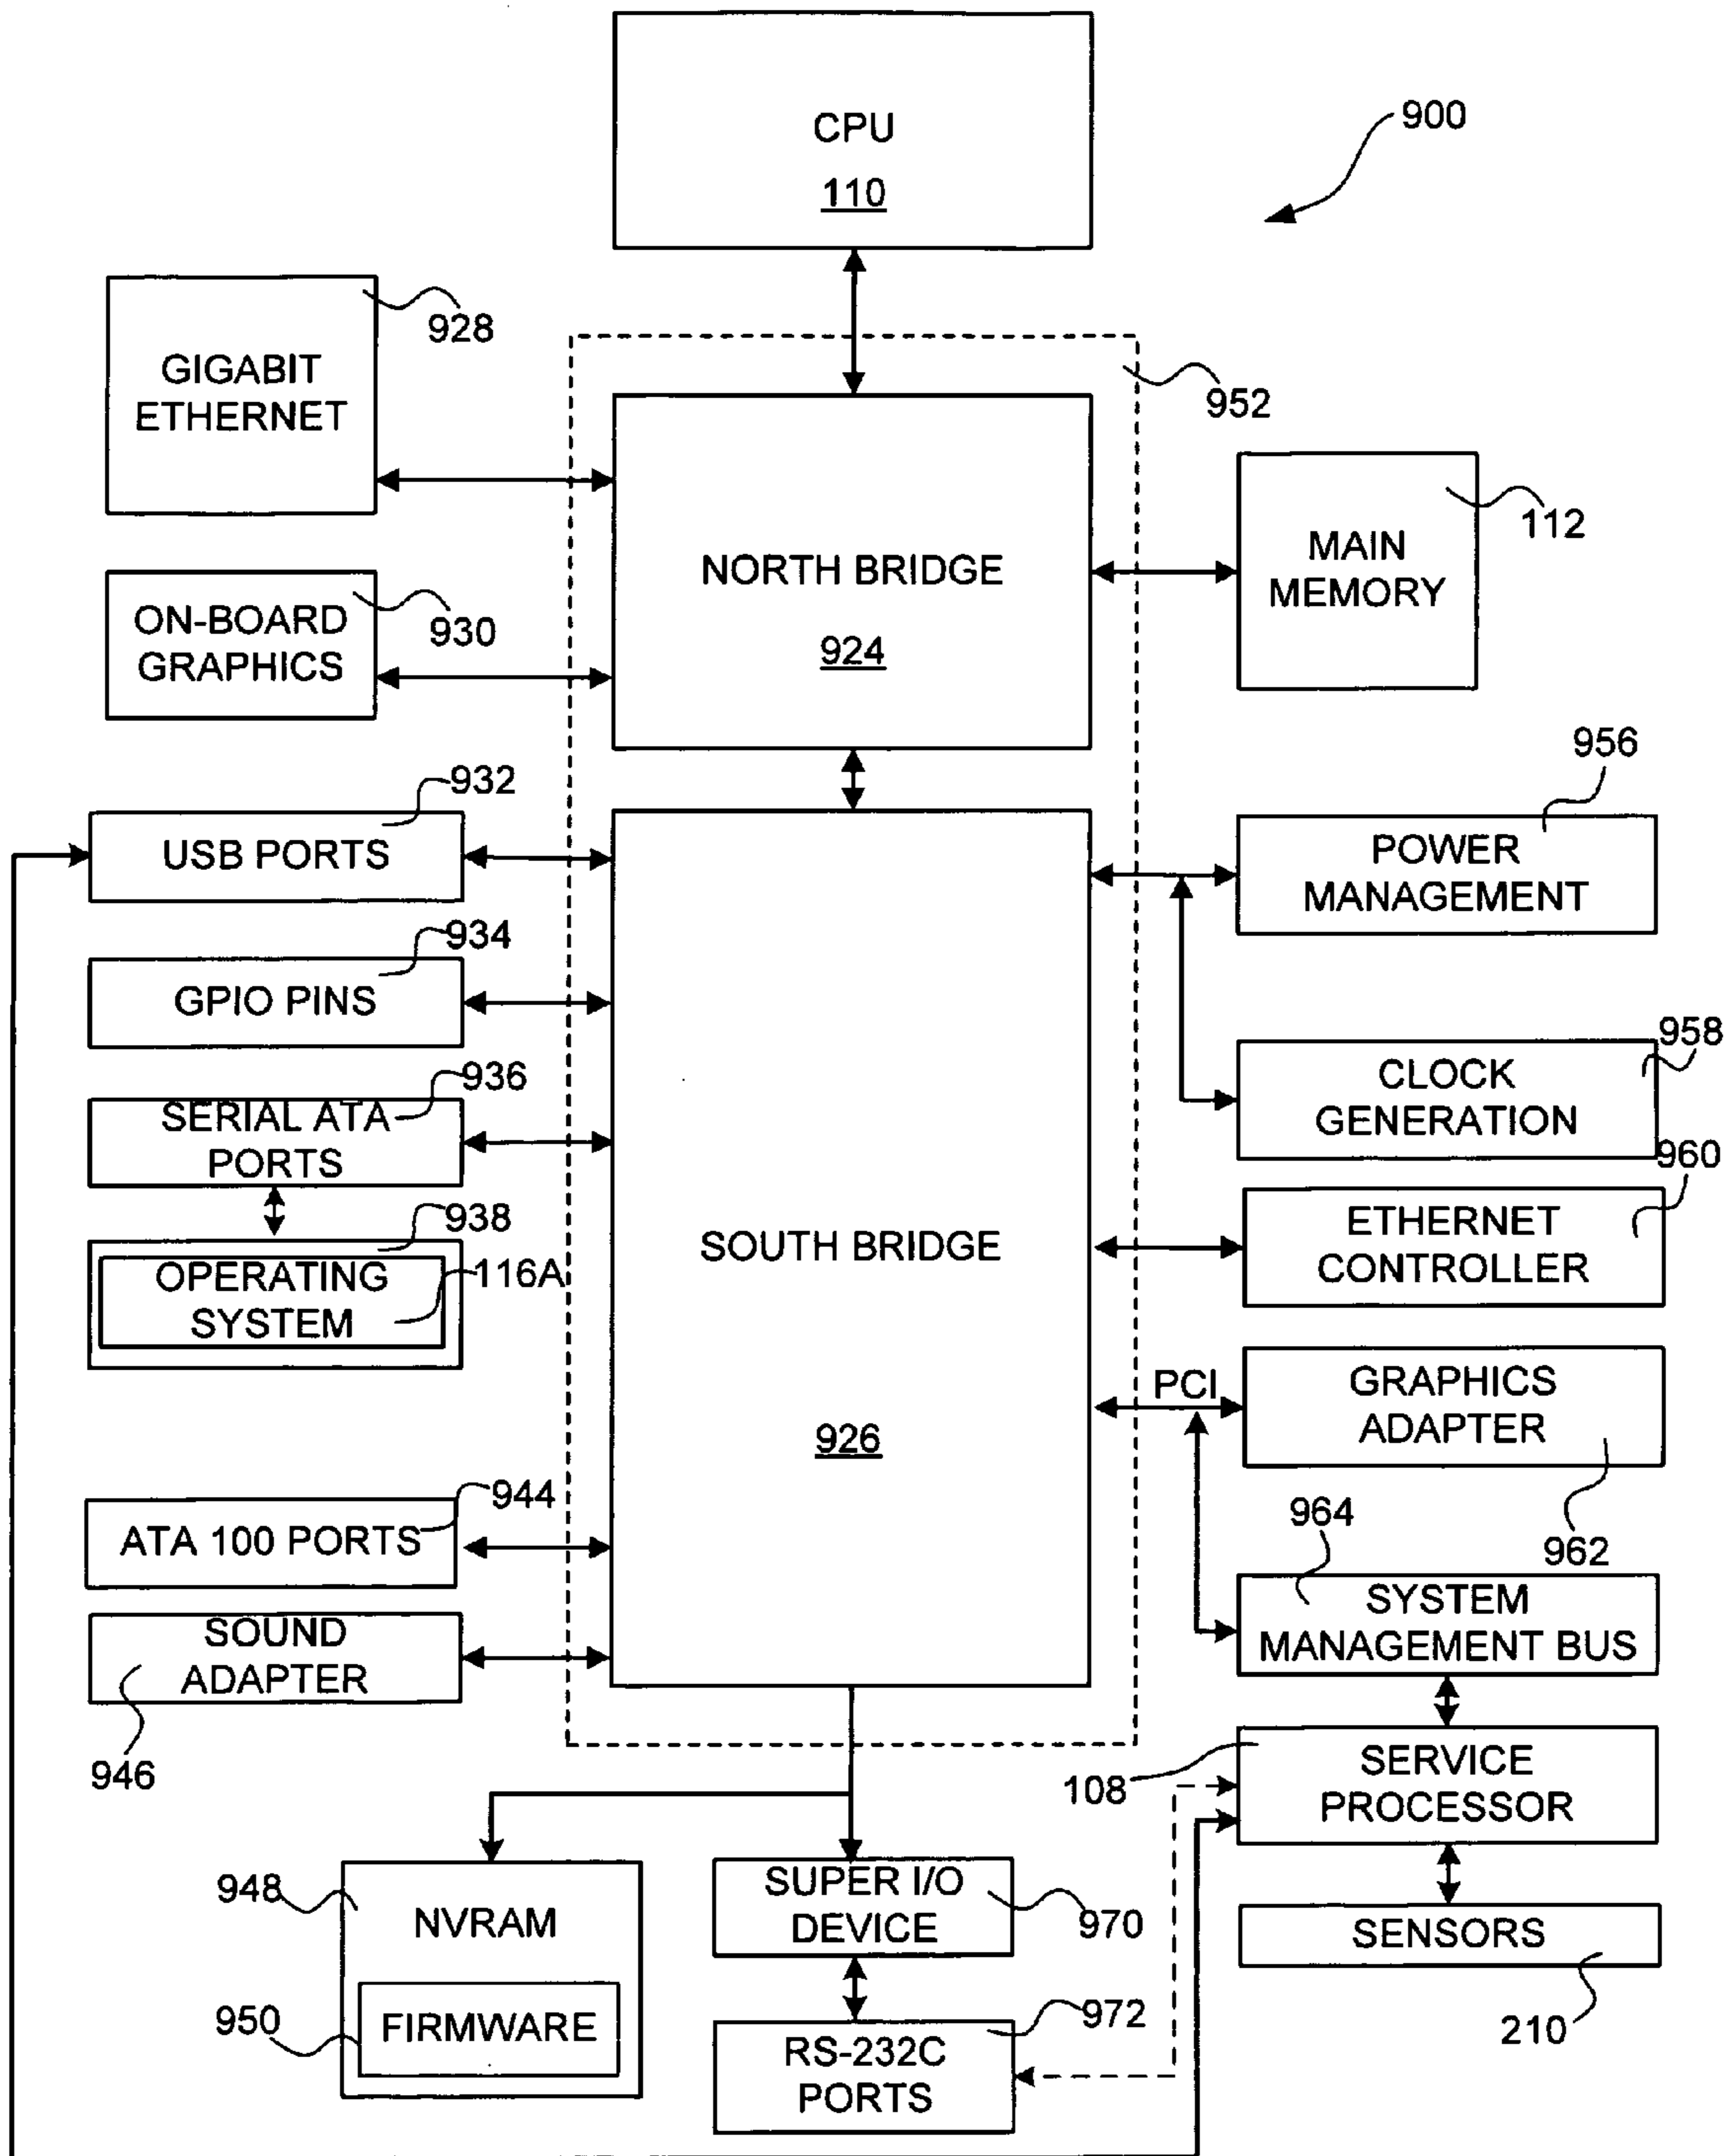 CPU
110
900
928
GIGABIT
ETHERNET
952
NORTH BRIDGE
924
112
MAIN
MEMORY
ON-BOARD
GRAPHICS
930
932
USB PORTS
956
POWER
MANAGEMENT
934
GPIO PINS
958
CLOCK
GENERATION
936
SERIAL ATA
PORTS
960
ETHERNET
CONTROLLER
938
OPERATING
SYSTEM
116A
SOUTH BRIDGE
926
PCI
GRAPHICS
ADAPTER
962
944
ATA 100 PORTS
964
SYSTEM
MANAGEMENT BUS
SOUND
ADAPTER
946
108
SERVICE
PROCESSOR
948
NVRAM
SUPER I/O
DEVICE
970
SENSORS
210
950
FIRMWARE
972
RS-232C
PORTS